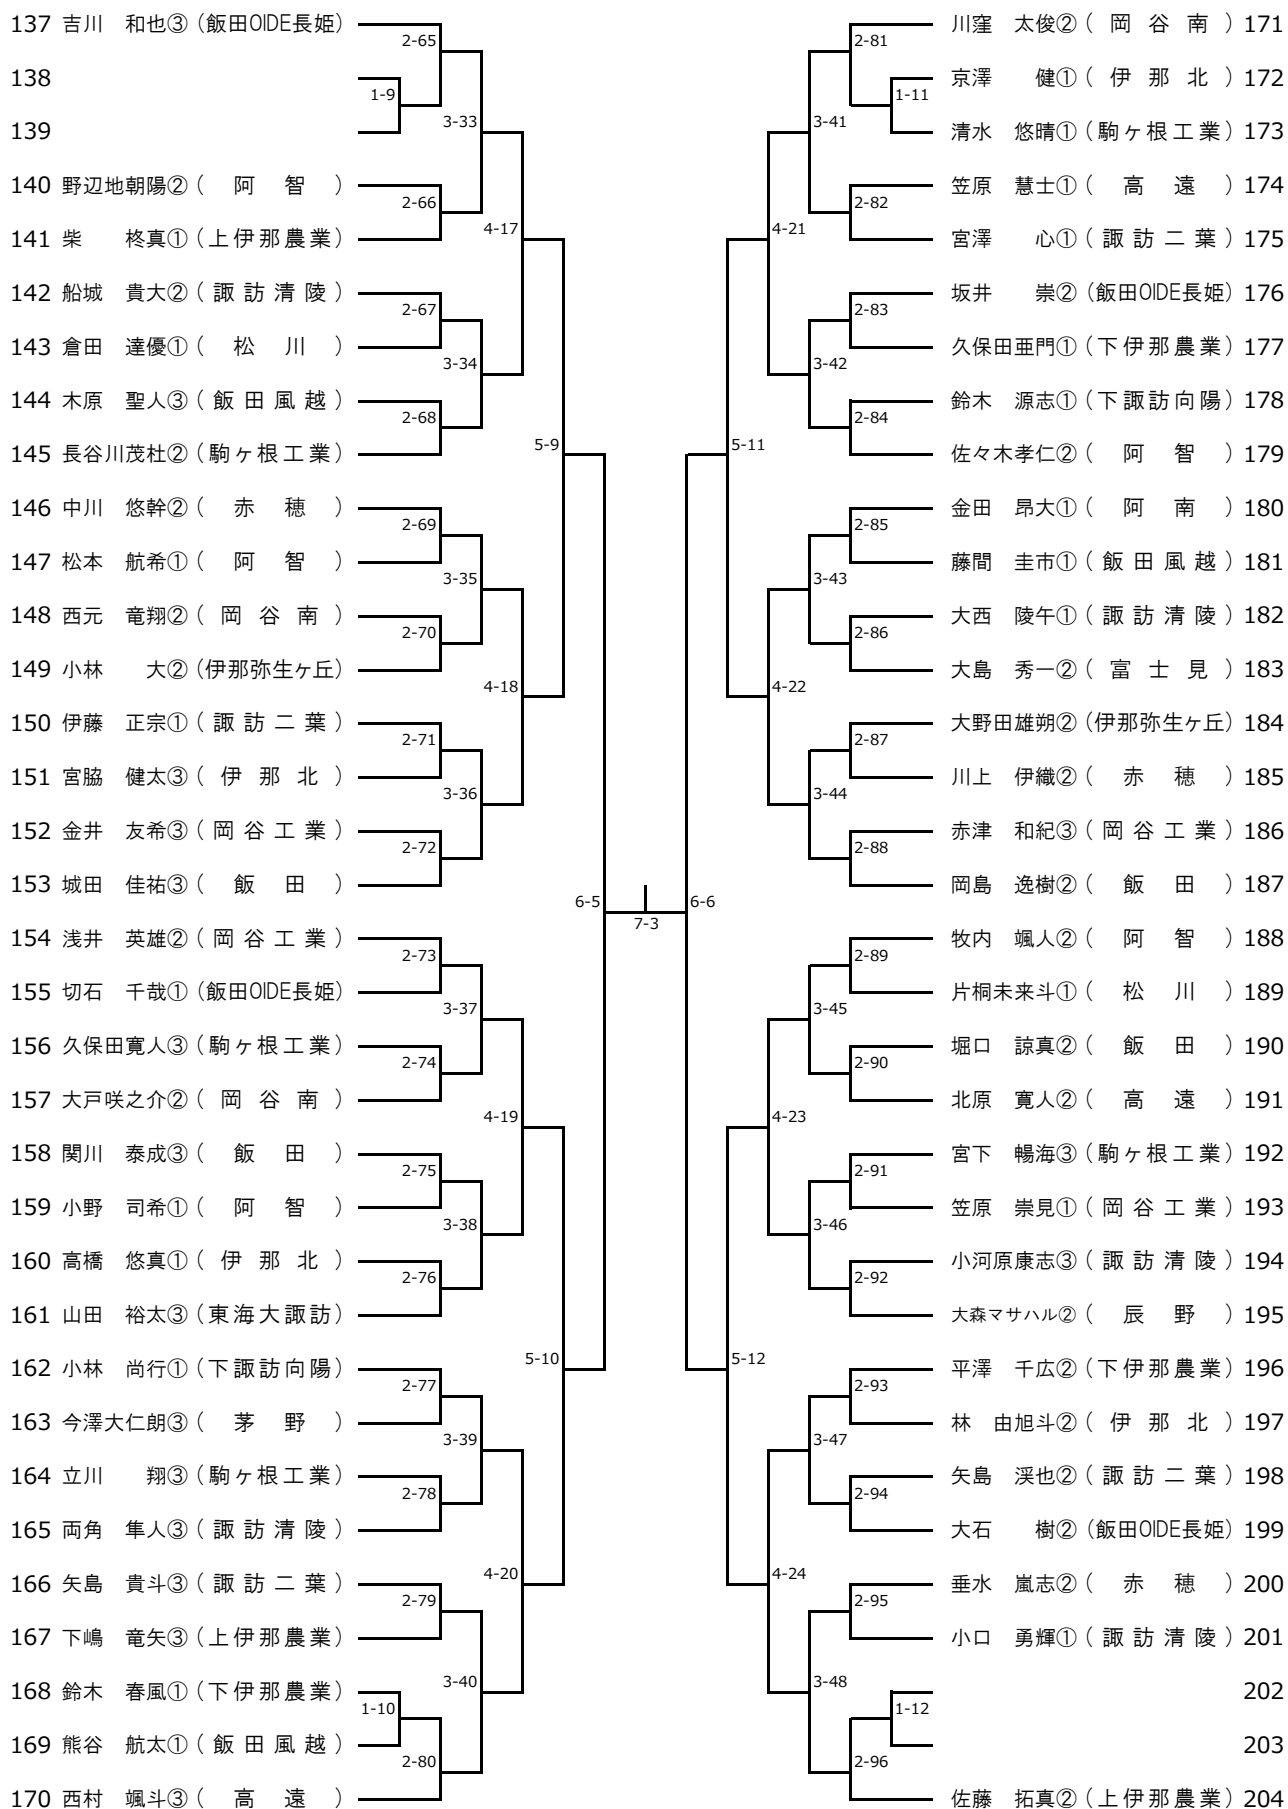 137 吉川　和也③ (飯田OIDE長姫)
2-65
138
1-9
139
3-33
140 野辺地朝陽② (　阿　智　)
2-66
141 柴　　柊真① (上伊那農業)
4-17
142 船城　貴大② (諏訪清陵)
2-67
143 倉田　達優① (　松　川　)
3-34
144 木原　聖人③ (飯田風越)
2-68
145 長谷川茂杜② (駒ヶ根工業)
5-9
146 中川　悠幹② (　赤　穂　)
2-69
147 松本　航希① (　阿　智　)
3-35
148 西元　竜翔② (岡谷南)
2-70
149 小林　　大② (伊那弥生ヶ丘)
4-18
150 伊藤　正宗① (諏訪二葉)
2-71
151 宮脇　健太③ (伊那北)
3-36
152 金井　友希③ (岡谷工業)
2-72
153 城田　佳祐③ (　飯　田　)
6-5
7-3
154 浅井　英雄② (岡谷工業)
2-73
155 切石　千哉① (飯田OIDE長姫)
3-37
156 久保田寛人③ (駒ヶ根工業)
2-74
157 大戸咲之介② (岡谷南)
4-19
158 関川　泰成③ (　飯　田　)
2-75
159 小野　司希① (　阿　智　)
3-38
160 高橋　悠真① (伊那北)
2-76
161 山田　裕太③ (東海大諏訪)
5-10
162 小林　尚行① (下諏訪向陽)
2-77
163 今澤大仁朗③ (　茅　野　)
3-39
164 立川　　翔③ (駒ヶ根工業)
2-78
165 両角　隼人③ (諏訪清陵)
4-20
166 矢島　貴斗③ (諏訪二葉)
2-79
167 下嶋　竜矢③ (上伊那農業)
3-40
168 鈴木　春風① (下伊那農業)
1-10
169 熊谷　航太① (飯田風越)
2-80
170 西村　颯斗③ (　高　遠　)
川窪　太俊② (岡谷南) 171
2-81
京澤　　健① (伊那北) 172
1-11
清水　悠晴① (駒ヶ根工業) 173
3-41
笠原　慧士① (　高　遠　) 174
2-82
宮澤　　心① (諏訪二葉) 175
4-21
坂井　　崇② (飯田OIDE長姫) 176
2-83
久保田亜門① (下伊那農業) 177
3-42
鈴木　源志① (下諏訪向陽) 178
2-84
佐々木孝仁② (　阿　智　) 179
5-11
金田　昂大① (　阿　南　) 180
2-85
藤間　圭市① (飯田風越) 181
3-43
大西　陵午① (諏訪清陵) 182
2-86
大島　秀一② (富士見) 183
4-22
大野田雄朔② (伊那弥生ヶ丘) 184
2-87
川上　伊織② (　赤　穂　) 185
3-44
赤津　和紀③ (岡谷工業) 186
2-88
岡島　逸樹② (　飯　田　) 187
6-6
牧内　颯人② (　阿　智　) 188
2-89
片桐未来斗① (　松　川　) 189
3-45
堀口　諒真② (　飯　田　) 190
2-90
北原　寛人② (　高　遠　) 191
4-23
宮下　暢海③ (駒ヶ根工業) 192
2-91
笠原　崇見① (岡谷工業) 193
3-46
小河原康志③ (諏訪清陵) 194
2-92
大森マサハル② (　辰　野　) 195
5-12
平澤　千広② (下伊那農業) 196
2-93
林　由旭斗② (伊那北) 197
3-47
矢島　渓也② (諏訪二葉) 198
2-94
大石　　樹② (飯田OIDE長姫) 199
4-24
垂水　嵐志② (　赤　穂　) 200
2-95
小口　勇輝① (諏訪清陵) 201
3-48
202
1-12
203
2-96
佐藤　拓真② (上伊那農業) 204